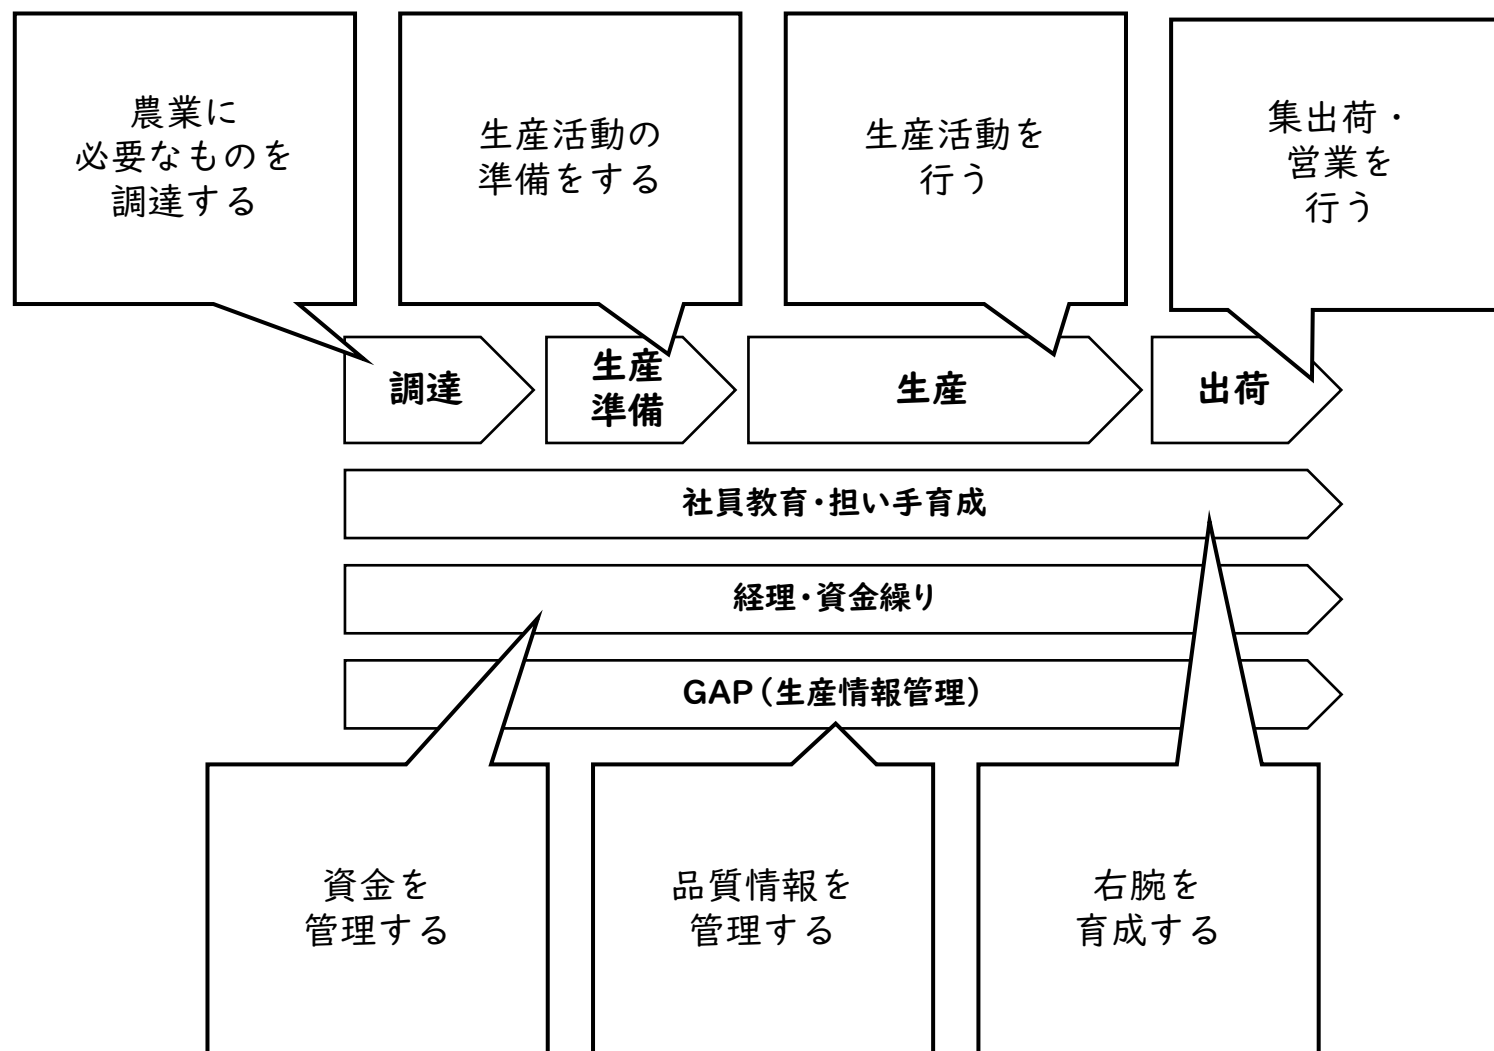 農業に
必要なものを
調達する
生産活動の
準備をする
生産活動を
行う
集出荷・
営業を
行う
調達
生産
準備
生産
出荷
社員教育・担い手育成
経理・資金繰り
GAP（生産情報管理）
資金を
管理する
品質情報を
管理する
右腕を
育成する